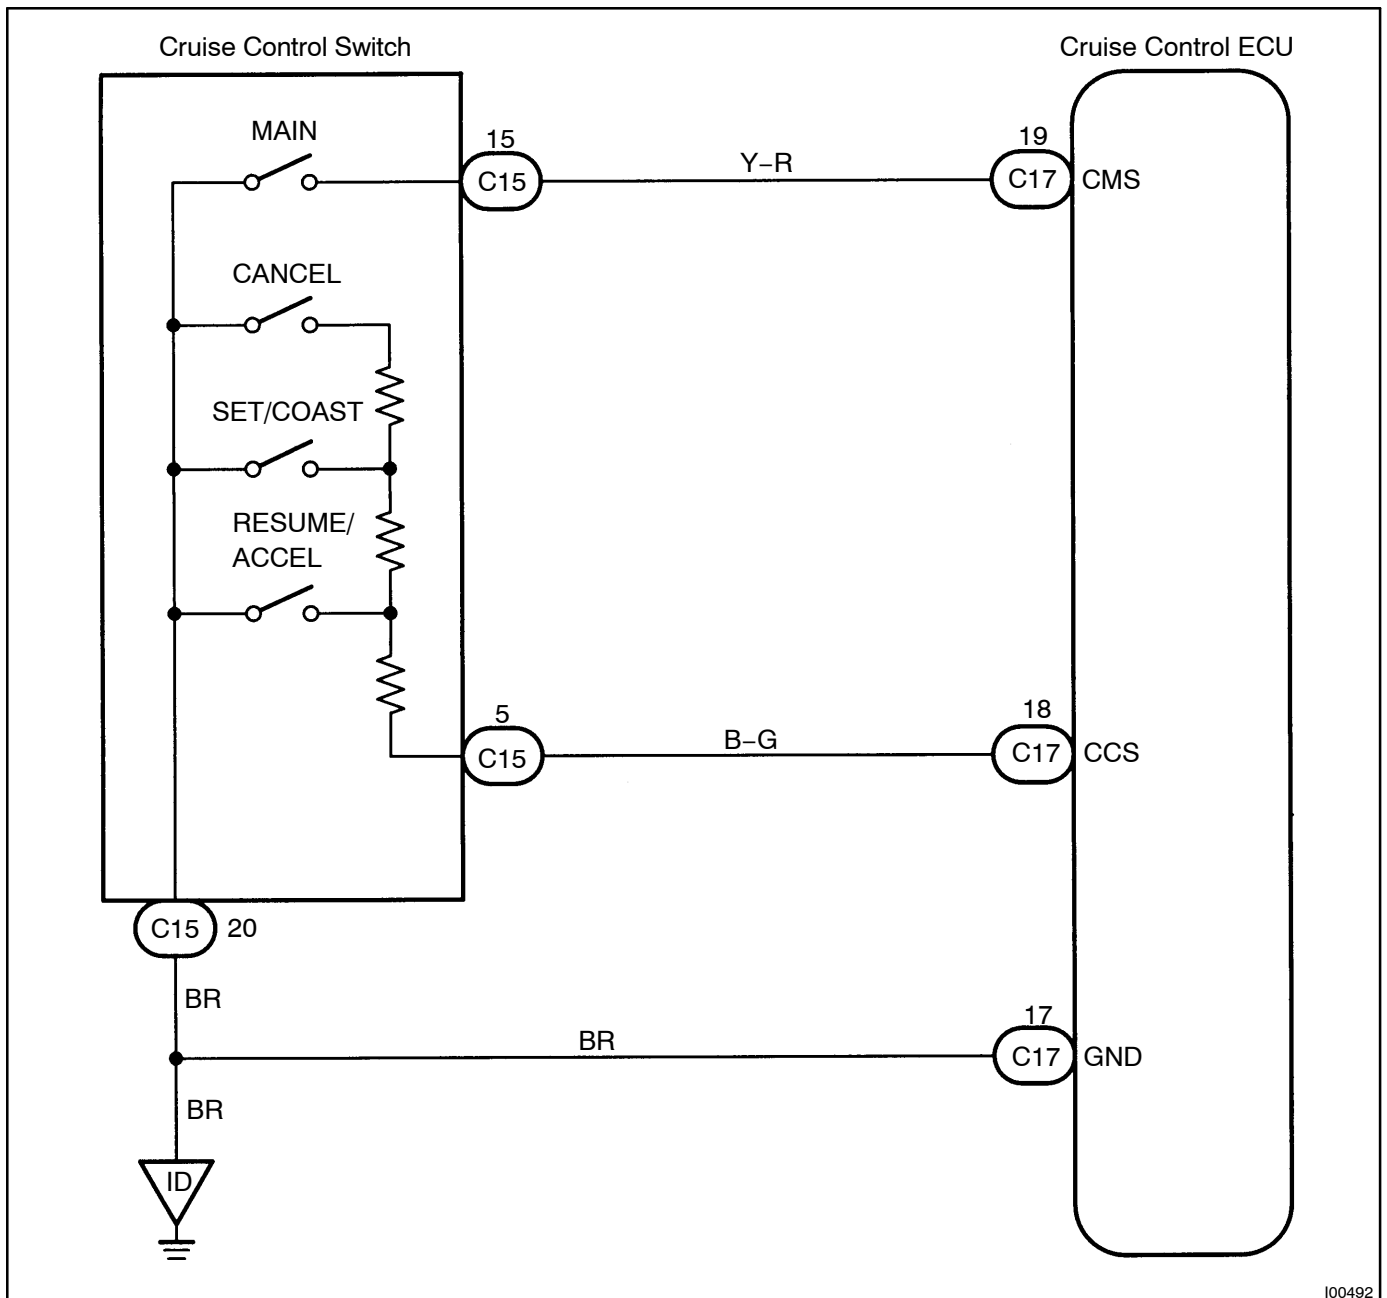 Cruise Control Switch
Cruise Control ECU
MAIN
15
C15
Y–R
19
C17
CMS
CANCEL
SET/COAST
RESUME/
ACCEL
5
C15
B–G
18
C17
CCS
C15
20
BR
BR
17
C17
GND
BR
ID
I00492